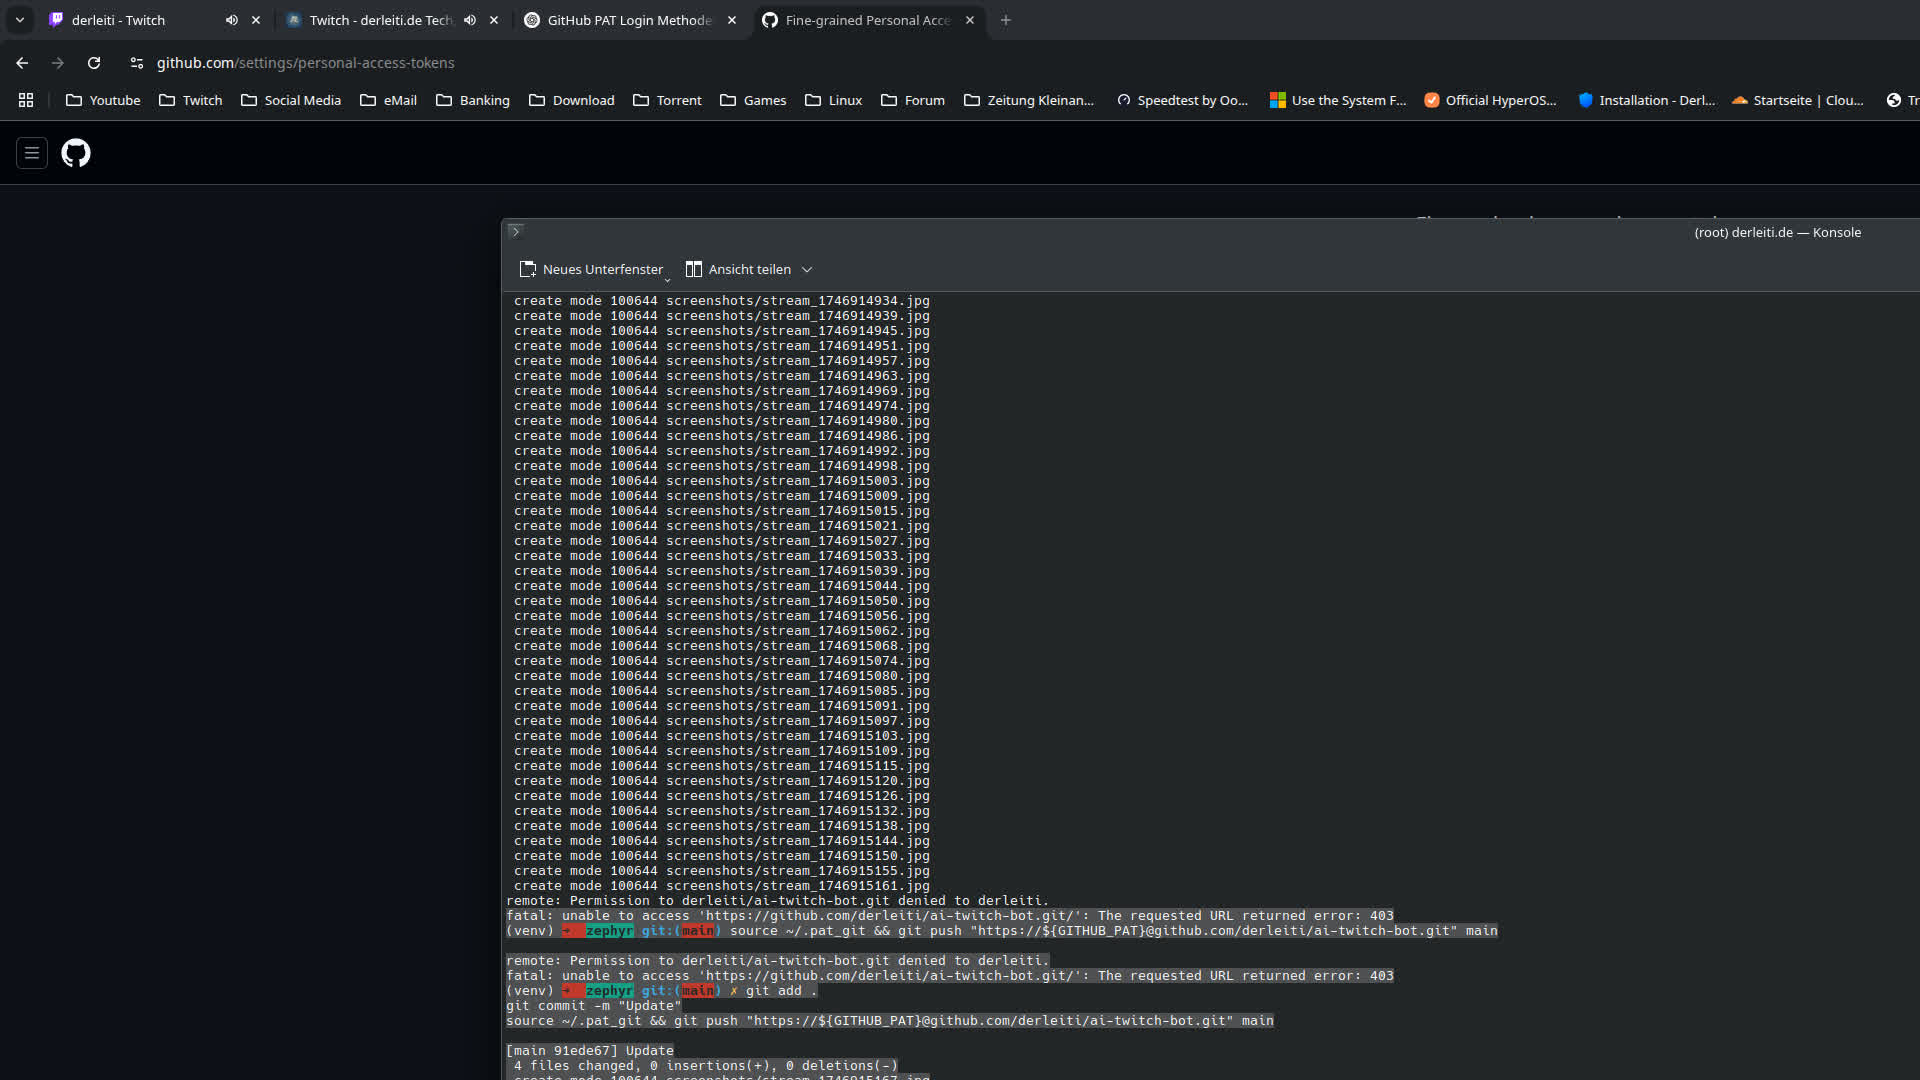 derleiti - Twitch
Twitch - derleiti.de Tech
GitHub PAT Login Methode
Fine-grained Personal Acce
github.com/settings/personal-access-tokens
Youtube Twitch Social Media eMail Banking Download Torrent Games Linux Forum Zeitung Kleinan... Speedtest by Oo... Use the System F... Official HyperOS... Installation - Derl... Startseite | Clou... Tr
(root) derleiti.de — Konsole
Neues Unterfenster Ansicht teilen
create mode 100644 screenshots/stream_1746914934.jpg
create mode 100644 screenshots/stream_1746914939.jpg
create mode 100644 screenshots/stream_1746914945.jpg
create mode 100644 screenshots/stream_1746914951.jpg
create mode 100644 screenshots/stream_1746914957.jpg
create mode 100644 screenshots/stream_1746914963.jpg
create mode 100644 screenshots/stream_1746914969.jpg
create mode 100644 screenshots/stream_1746914974.jpg
create mode 100644 screenshots/stream_1746914980.jpg
create mode 100644 screenshots/stream_1746914986.jpg
create mode 100644 screenshots/stream_1746914992.jpg
create mode 100644 screenshots/stream_1746914998.jpg
create mode 100644 screenshots/stream_1746915003.jpg
create mode 100644 screenshots/stream_1746915009.jpg
create mode 100644 screenshots/stream_1746915015.jpg
create mode 100644 screenshots/stream_1746915021.jpg
create mode 100644 screenshots/stream_1746915027.jpg
create mode 100644 screenshots/stream_1746915033.jpg
create mode 100644 screenshots/stream_1746915039.jpg
create mode 100644 screenshots/stream_1746915044.jpg
create mode 100644 screenshots/stream_1746915050.jpg
create mode 100644 screenshots/stream_1746915056.jpg
create mode 100644 screenshots/stream_1746915062.jpg
create mode 100644 screenshots/stream_1746915068.jpg
create mode 100644 screenshots/stream_1746915074.jpg
create mode 100644 screenshots/stream_1746915080.jpg
create mode 100644 screenshots/stream_1746915085.jpg
create mode 100644 screenshots/stream_1746915091.jpg
create mode 100644 screenshots/stream_1746915097.jpg
create mode 100644 screenshots/stream_1746915103.jpg
create mode 100644 screenshots/stream_1746915109.jpg
create mode 100644 screenshots/stream_1746915115.jpg
create mode 100644 screenshots/stream_1746915120.jpg
create mode 100644 screenshots/stream_1746915126.jpg
create mode 100644 screenshots/stream_1746915132.jpg
create mode 100644 screenshots/stream_1746915138.jpg
create mode 100644 screenshots/stream_1746915144.jpg
create mode 100644 screenshots/stream_1746915150.jpg
create mode 100644 screenshots/stream_1746915155.jpg
create mode 100644 screenshots/stream_1746915161.jpg
remote: Permission to derleiti/ai-twitch-bot.git denied to derleiti.
fatal: unable to access 'https://github.com/derleiti/ai-twitch-bot.git/': The requested URL returned error: 403
(venv) ➜ zephyr git:(main) source ~/.pat_git && git push "https://${GITHUB_PAT}@github.com/derleiti/ai-twitch-bot.git" main
remote: Permission to derleiti/ai-twitch-bot.git denied to derleiti.
fatal: unable to access 'https://github.com/derleiti/ai-twitch-bot.git/': The requested URL returned error: 403
(venv) ➜ zephyr git:(main) ✗ git add .
git commit -m "Update"
source ~/.pat_git && git push "https://${GITHUB_PAT}@github.com/derleiti/ai-twitch-bot.git" main
[main 91ede67] Update
4 files changed, 0 insertions(+), 0 deletions(-)
create mode 100644 screenshots/stream_1746915167.jpg